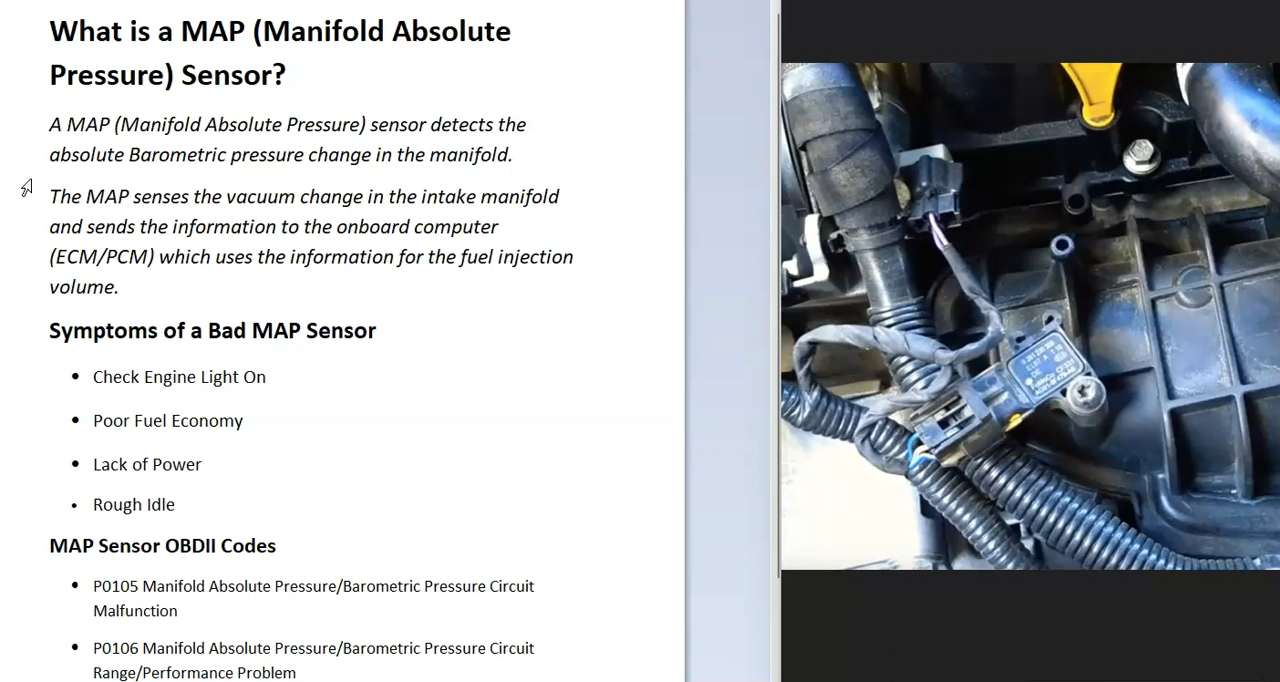 What is a MAP (Manifold Absolute
Pressure) Sensor?
A MAP (Manifold Absolute Pressure) sensor detects the
absolute Barometric pressure change in the manifold.
The MAP senses the vacuum change in the intake manifold
and sends the information to the onboard computer
(ECM/PCM) which uses the information for the fuel injection
volume.
Symptoms of a Bad MAP Sensor
• Check Engine Light On
• Poor Fuel Economy
• Lack of Power
• Rough Idle
MAP Sensor OBDII Codes
• P0105 Manifold Absolute Pressure/Barometric Pressure Circuit
Malfunction
• P0106 Manifold Absolute Pressure/Barometric Pressure Circuit
Range/Performance Problem